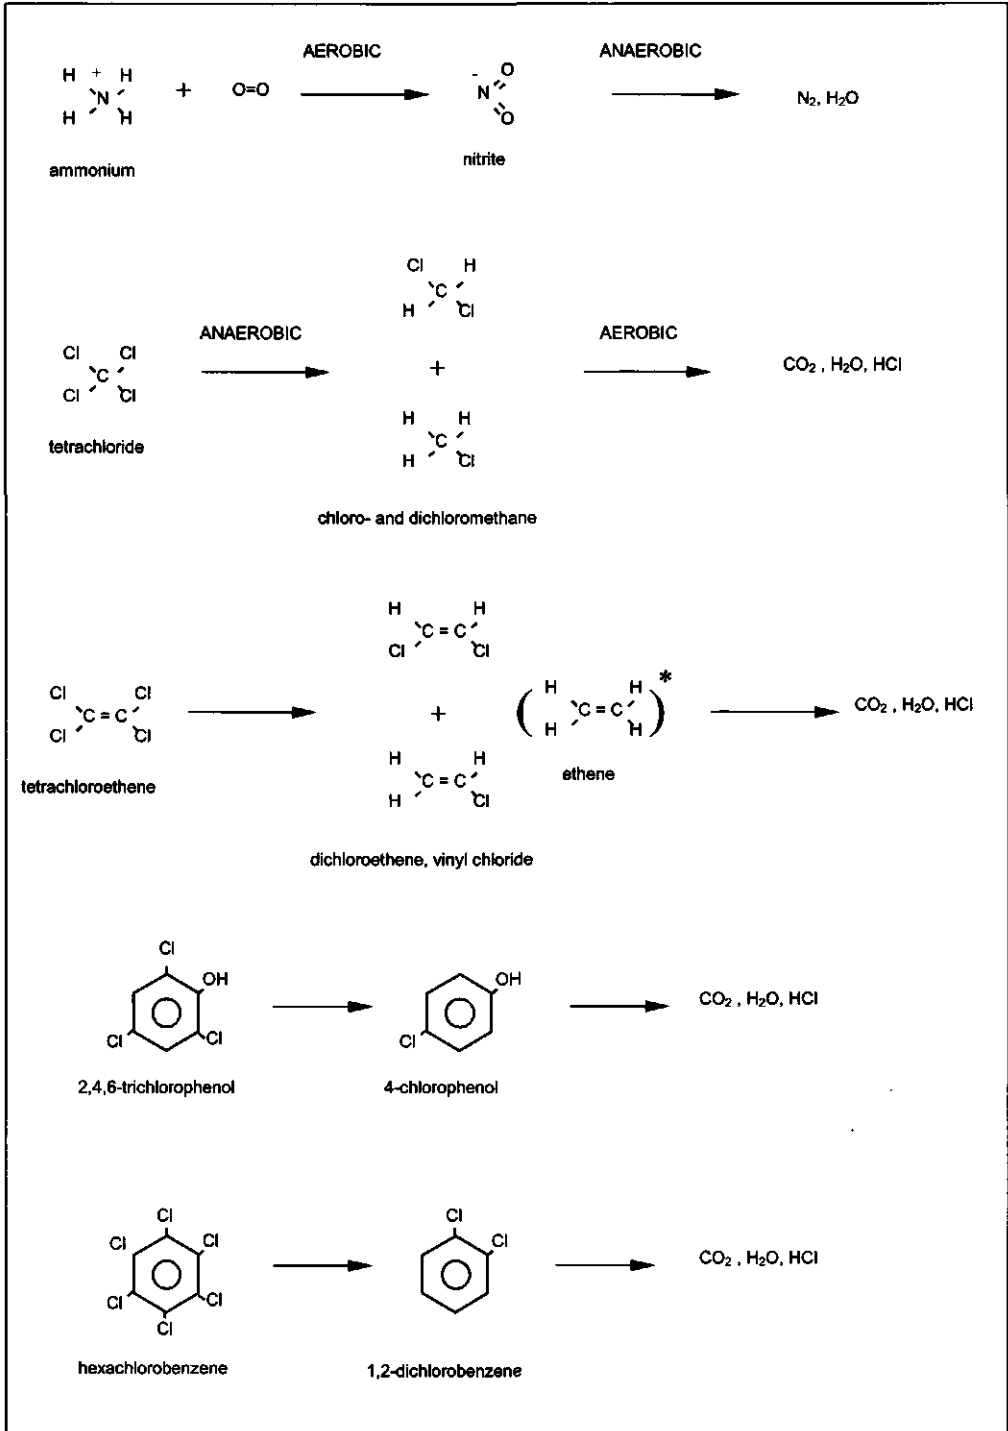 AEROBIC ANAEROBIC
H + H
N
H H
+ O=O
- O
N
O
N₂, H₂O
ammonium
nitrite
Cl H
C
H Cl
ANAEROBIC AEROBIC
Cl Cl
C
Cl Cl
+
CO₂ , H₂O, HCl
H H
C
H Cl
tetrachloride
chloro- and dichloromethane
H H
C = C
Cl Cl
Cl Cl
C = C
Cl Cl
+
( H H ) *
C = C
H H
CO₂ , H₂O, HCl
ethene
tetrachloroethene
H H
C = C
H Cl
dichloroethene, vinyl chloride
Cl
OH
Cl Cl
OH
Cl
CO₂ , H₂O, HCl
2,4,6-trichlorophenol 4-chlorophenol
Cl
Cl Cl
Cl Cl
Cl
Cl
Cl
CO₂ , H₂O, HCl
hexachlorobenzene 1,2-dichlorobenzene